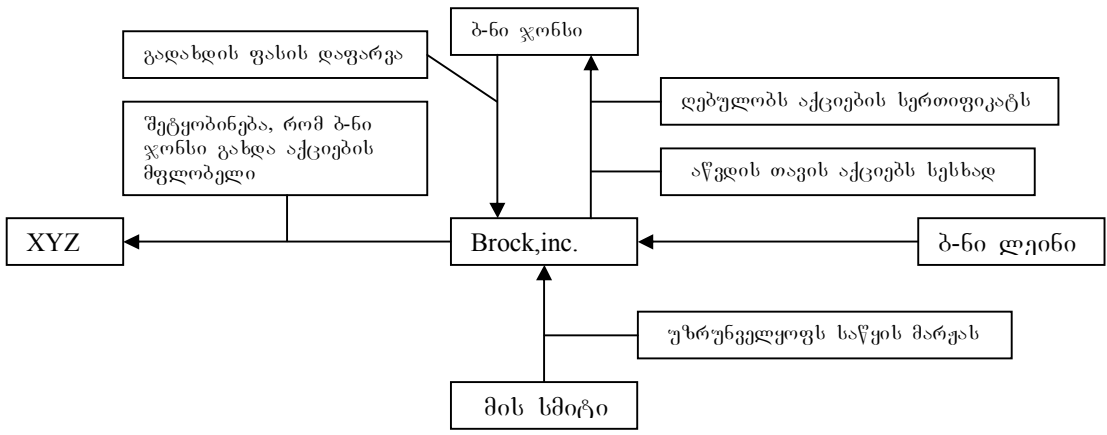 ბ-ნი ჯონსი
გადახდის ფასის დაფარვა
ღებულობს აქციების სერთიფიკატს
შეტყობინება, რომ ბ-ნი
ჯონსი გახდა აქციების
მფლობელი
აწვდის თავის აქციებს სესხად
XYZ
Brock,inc.
ბ-ნი ლეინი
უზრუნველყოფს საწყის მარჟას
მის სმიტი